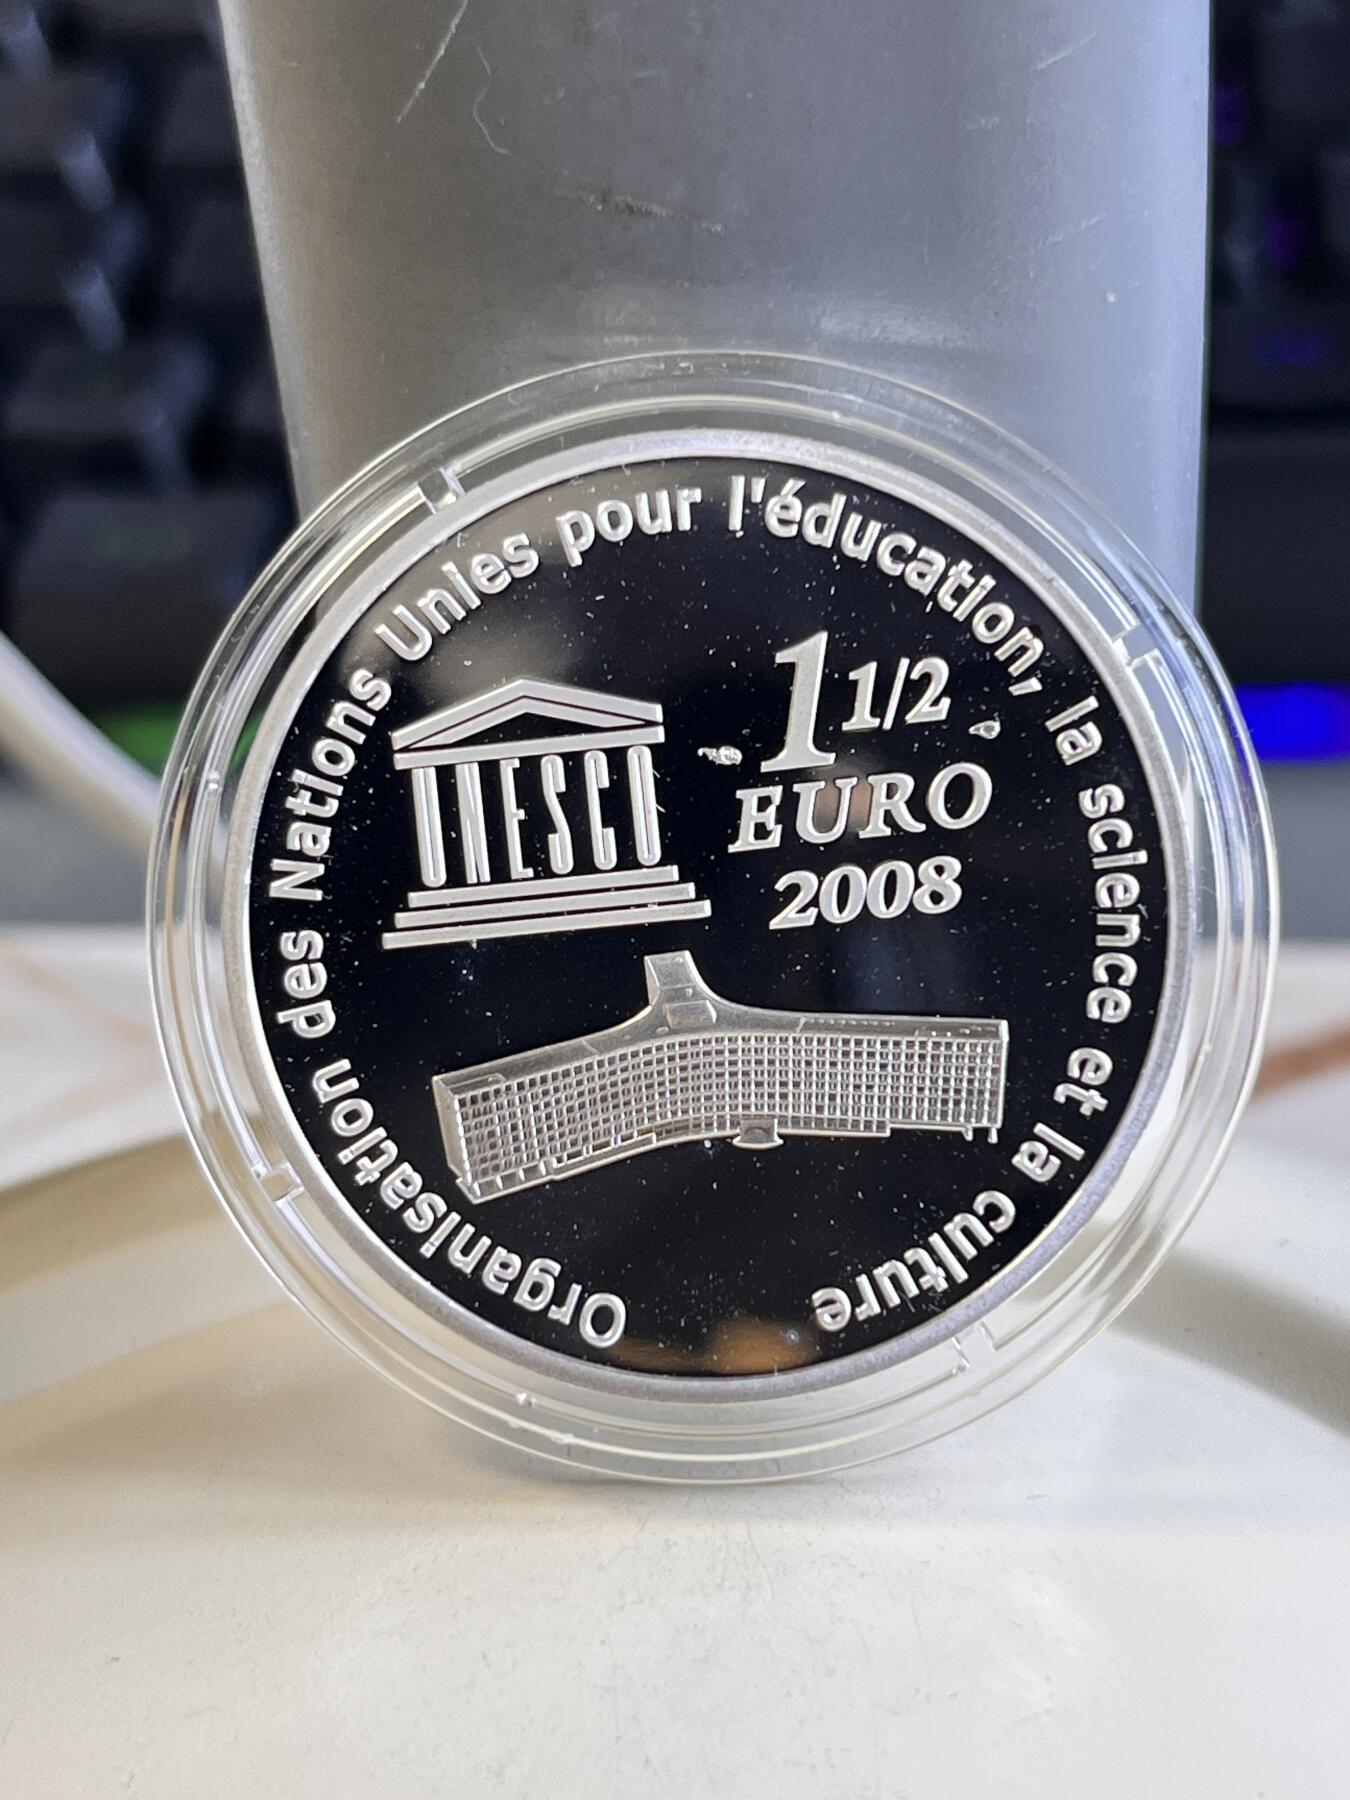 Organisation des Nations Unies pour l'éducation, la science et la culture
UNESCO
1 1/2
EURO
2008